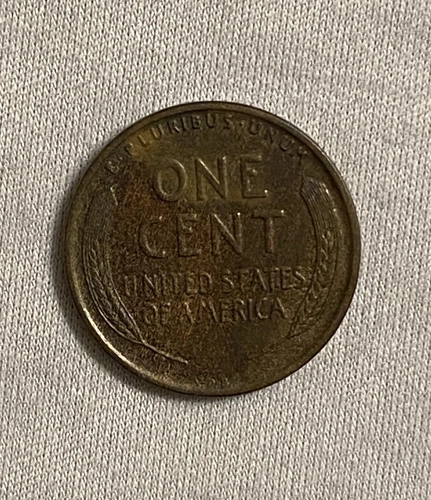 E·PLURIBUS·UNUM
ONE
CENT
UNITED STATES
OF AMERICA
V.D.B.